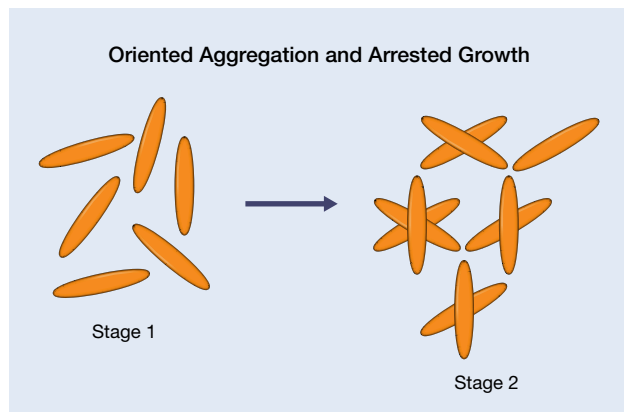 Oriented Aggregation and Arrested Growth
Stage 1
Stage 2